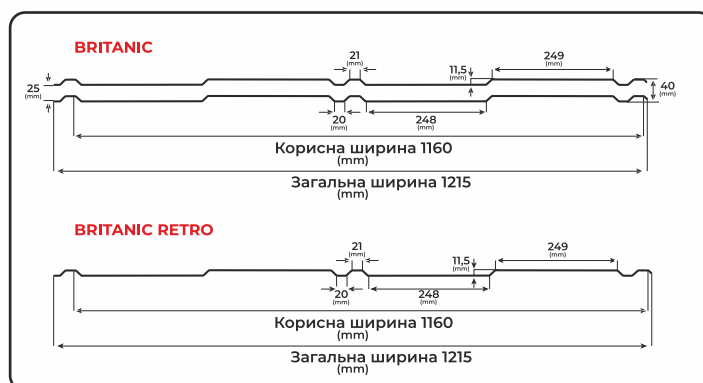 BRITANIC
21
(mm)
11,5
(mm)
249
(mm)
25
(mm)
40
(mm)
20
(mm)
248
(mm)
Корисна ширина 1160
(mm)
Загальна ширина 1215
(mm)
BRITANIC RETRO
21
(mm)
11,5
(mm)
249
(mm)
20
(mm)
248
(mm)
Корисна ширина 1160
(mm)
Загальна ширина 1215
(mm)